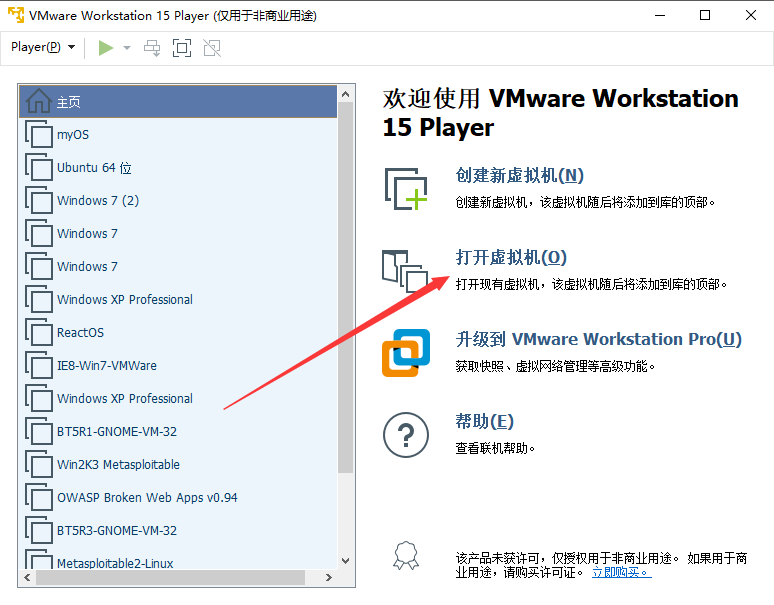 VMware Workstation 15 Player (仅用于非商业用途)
Player(P)
主页
myOS
Ubuntu 64 位
Windows 7 (2)
Windows 7
Windows 7
Windows XP Professional
ReactOS
IE8-Win7-VMWare
Windows XP Professional
BT5R1-GNOME-VM-32
Win2K3 Metasploitable
OWASP Broken Web Apps v0.94
BT5R3-GNOME-VM-32
Metasploitable2-Linux
欢迎使用 VMware Workstation
15 Player
创建新虚拟机(N)
创建新虚拟机，该虚拟机随后将添加到库的顶部。
打开虚拟机(O)
打开现有虚拟机，该虚拟机随后将添加到库的顶部。
升级到 VMware Workstation Pro(U)
获取快照、虚拟网络管理等高级功能。
帮助(E)
查看联机帮助。
该产品未获许可，仅授权用于非商业用途。 如果用于商
业用途，请购买许可证。 立即购买。